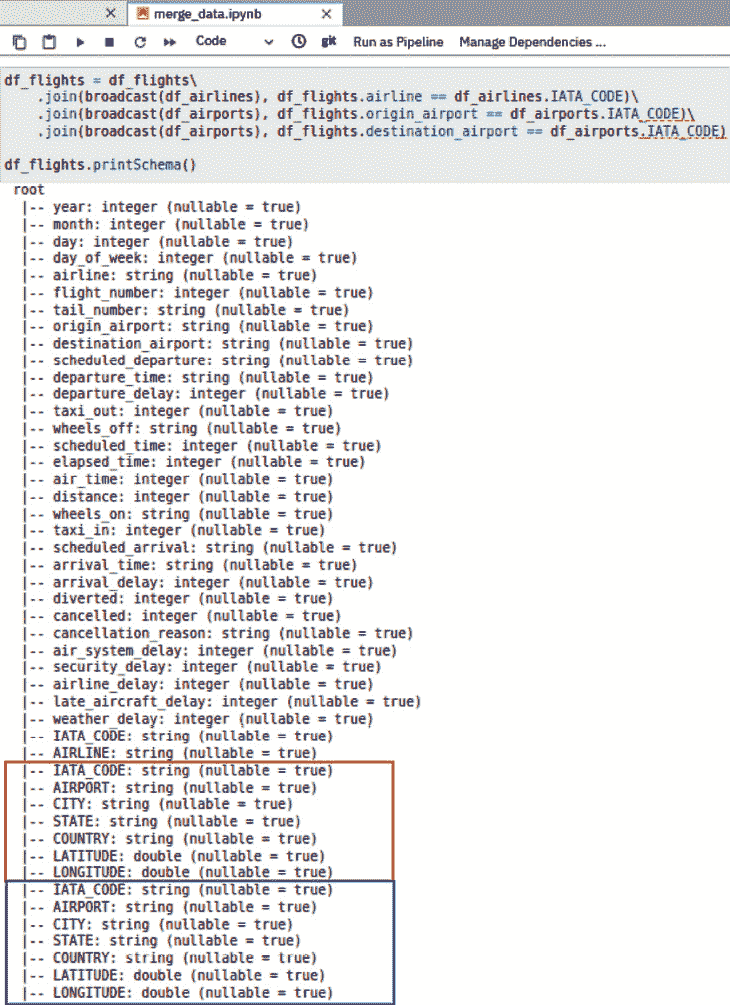 merge_data.ipynb
Code
git
Run as Pipeline
Manage Dependencies ...
df_flights = df_flights\
.join(broadcast(df_airlines), df_flights.airline == df_airlines.IATA_CODE)\
.join(broadcast(df_airports), df_flights.origin_airport == df_airports.IATA_CODE)\
.join(broadcast(df_airports), df_flights.destination_airport == df_airports.IATA_CODE)
df_flights.printSchema()
root
|-- year: integer (nullable = true)
|-- month: integer (nullable = true)
|-- day: integer (nullable = true)
|-- day_of_week: integer (nullable = true)
|-- airline: string (nullable = true)
|-- flight_number: integer (nullable = true)
|-- tail_number: string (nullable = true)
|-- origin_airport: string (nullable = true)
|-- destination_airport: string (nullable = true)
|-- scheduled_departure: string (nullable = true)
|-- departure_time: string (nullable = true)
|-- departure_delay: integer (nullable = true)
|-- taxi_out: integer (nullable = true)
|-- wheels_off: string (nullable = true)
|-- scheduled_time: integer (nullable = true)
|-- elapsed_time: integer (nullable = true)
|-- air_time: integer (nullable = true)
|-- distance: integer (nullable = true)
|-- wheels_on: string (nullable = true)
|-- taxi_in: integer (nullable = true)
|-- scheduled_arrival: string (nullable = true)
|-- arrival_time: string (nullable = true)
|-- arrival_delay: integer (nullable = true)
|-- diverted: integer (nullable = true)
|-- cancelled: integer (nullable = true)
|-- cancellation_reason: string (nullable = true)
|-- air_system_delay: integer (nullable = true)
|-- security_delay: integer (nullable = true)
|-- airline_delay: integer (nullable = true)
|-- late_aircraft_delay: integer (nullable = true)
|-- weather_delay: integer (nullable = true)
|-- IATA_CODE: string (nullable = true)
|-- AIRLINE: string (nullable = true)
|-- IATA_CODE: string (nullable = true)
|-- AIRPORT: string (nullable = true)
|-- CITY: string (nullable = true)
|-- STATE: string (nullable = true)
|-- COUNTRY: string (nullable = true)
|-- LATITUDE: double (nullable = true)
|-- LONGITUDE: double (nullable = true)
|-- IATA_CODE: string (nullable = true)
|-- AIRPORT: string (nullable = true)
|-- CITY: string (nullable = true)
|-- STATE: string (nullable = true)
|-- COUNTRY: string (nullable = true)
|-- LATITUDE: double (nullable = true)
|-- LONGITUDE: double (nullable = true)